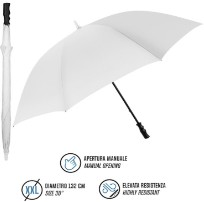 APERTURA MANUALE
MANUAL OPENING
XXL
DIAMETRO 132 CM
SIZE 30"
ELEVATA RESISTENZA
HIGHLY RESISTANT